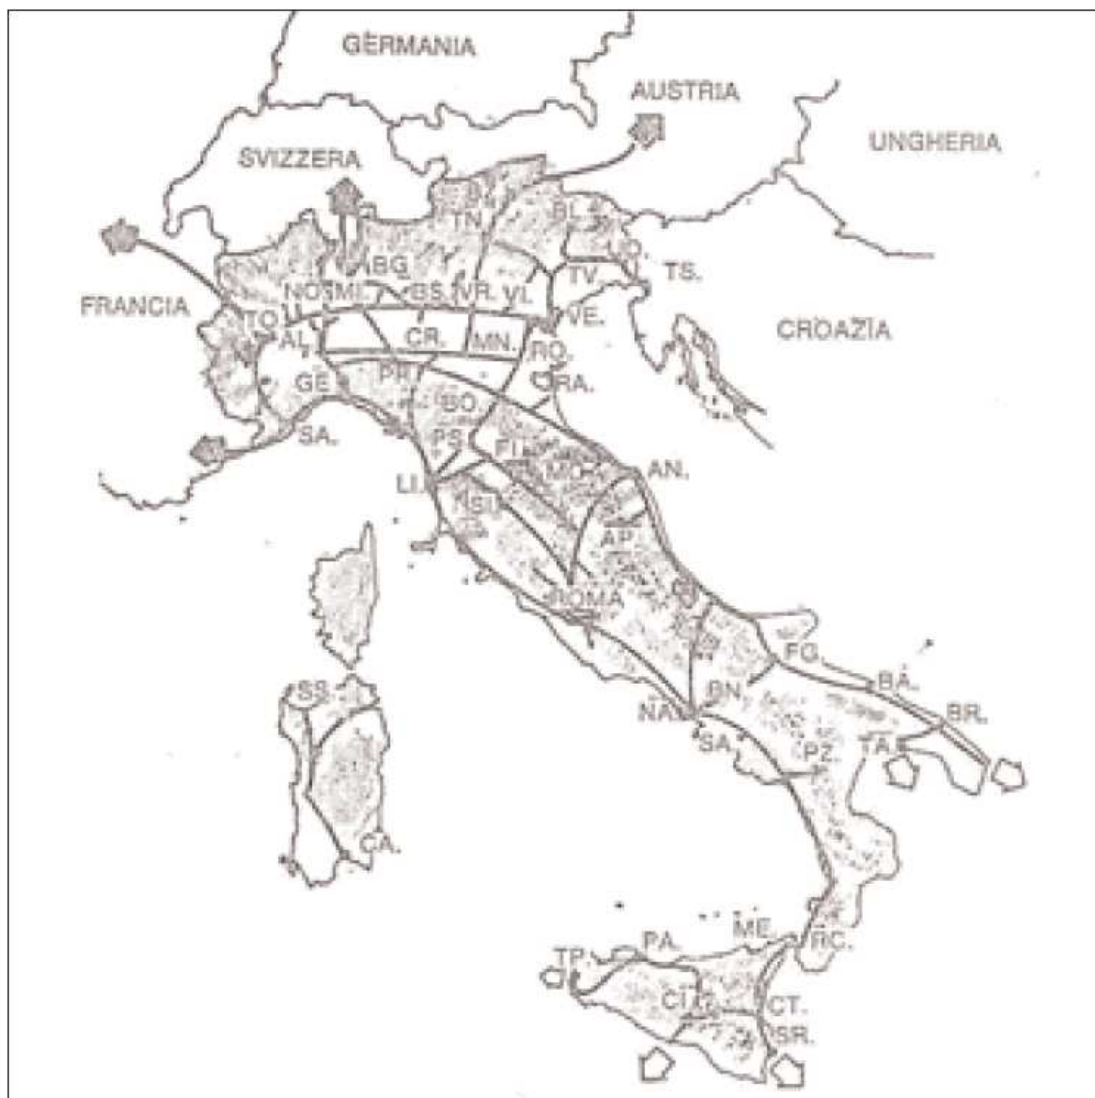 GERMANIA
AUSTRIA
UNGHERIA
SVIZZERA
TN.
BL.
UD.
BG.
TV.
TS.
NO.
MI.
BS.
VR.
VI.
FRANCIA
TO.
VE.
CROAZIA
AL.
CR.
MN.
RO.
GE.
PR.
RA.
BO.
SA.
PS.
FI.
AN.
LI.
SI.
AP.
ROMA
FG.
SS.
BN.
BA.
NA.
BR.
SA.
PZ.
TA.
CA.
ME.
RC.
PA.
TP.
CT.
SR.